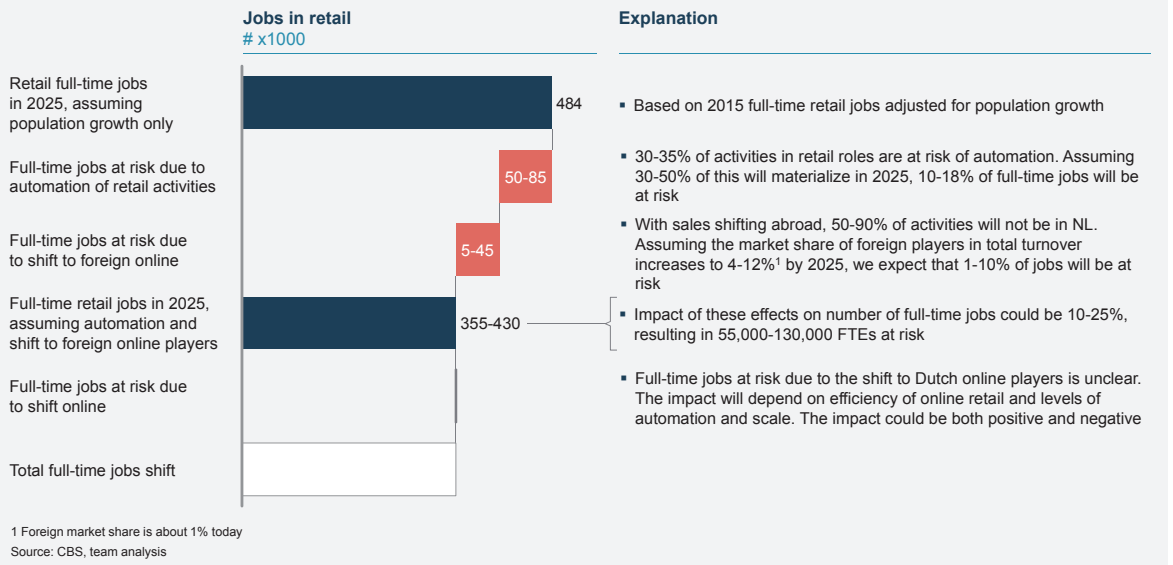 Jobs in retail
# x1000
Explanation
Retail full-time jobs
in 2025, assuming
population growth only
484
▪ Based on 2015 full-time retail jobs adjusted for population growth
Full-time jobs at risk due to
automation of retail activities
50-85
▪ 30-35% of activities in retail roles are at risk of automation. Assuming
30-50% of this will materialize in 2025, 10-18% of full-time jobs will be
at risk
Full-time jobs at risk due
to shift to foreign online
5-45
▪ With sales shifting abroad, 50-90% of activities will not be in NL.
Assuming the market share of foreign players in total turnover
increases to 4-12%¹ by 2025, we expect that 1-10% of jobs will be at
risk
Full-time retail jobs in 2025,
assuming automation and
shift to foreign online players
355-430
▪ Impact of these effects on number of full-time jobs could be 10-25%,
resulting in 55,000-130,000 FTEs at risk
Full-time jobs at risk due
to shift online
▪ Full-time jobs at risk due to the shift to Dutch online players is unclear.
The impact will depend on efficiency of online retail and levels of
automation and scale. The impact could be both positive and negative
Total full-time jobs shift
1 Foreign market share is about 1% today
Source: CBS, team analysis